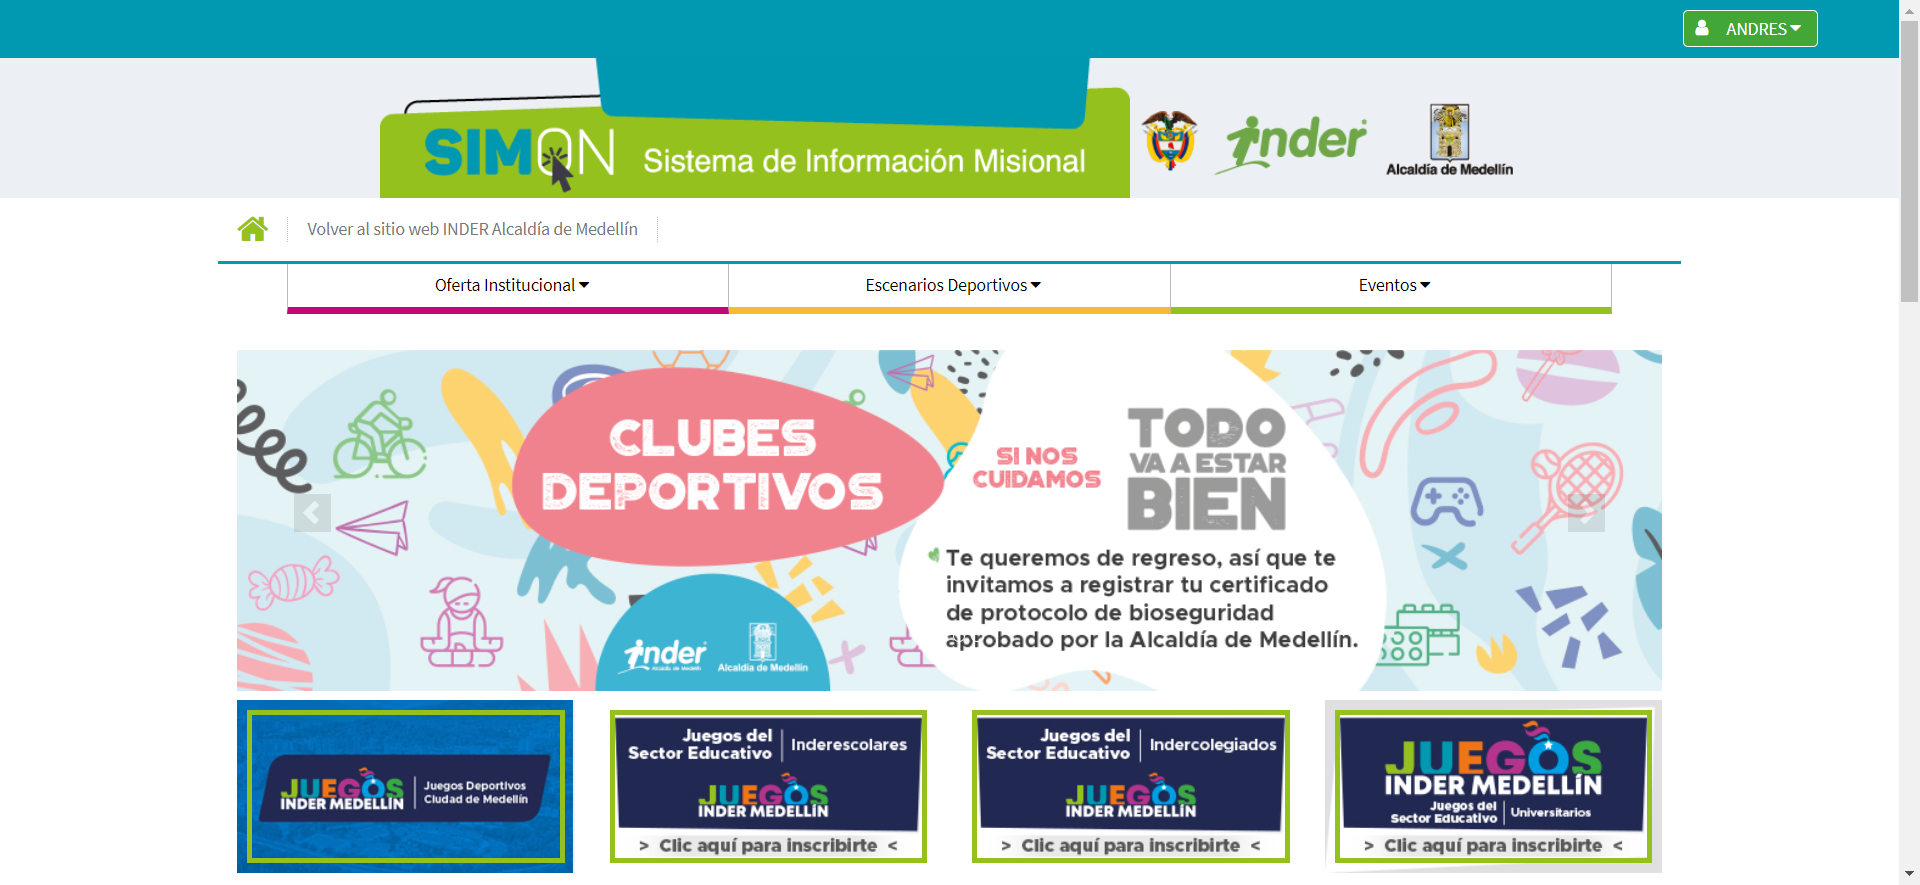 ANDRES
SIMON Sistema de Información Misional
inder
Alcaldía de Medellín
Volver al sitio web INDER Alcaldía de Medellín
Oferta Institucional
Escenarios Deportivos
Eventos
CLUBES
DEPORTIVOS
SI NOS
CUIDAMOS
TODO
VA A ESTAR
BIEN
Te queremos de regreso, así que te
invitamos a registrar tu certificado
de protocolo de bioseguridad
aprobado por la Alcaldía de Medellín.
inder
Alcaldía de Medellín
Alcaldía de Medellín
JUEGOS
INDER MEDELLÍN
Juegos Deportivos
Ciudad de Medellín
Juegos del
Sector Educativo
Inderescolares
JUEGOS
INDER MEDELLÍN
> Clic aquí para inscribirte <
Juegos del
Sector Educativo
Indercolegiados
JUEGOS
INDER MEDELLÍN
> Clic aquí para inscribirte <
JUEGOS
INDER MEDELLÍN
Juegos del
Sector Educativo
Universitarios
> Clic aquí para inscribirte <